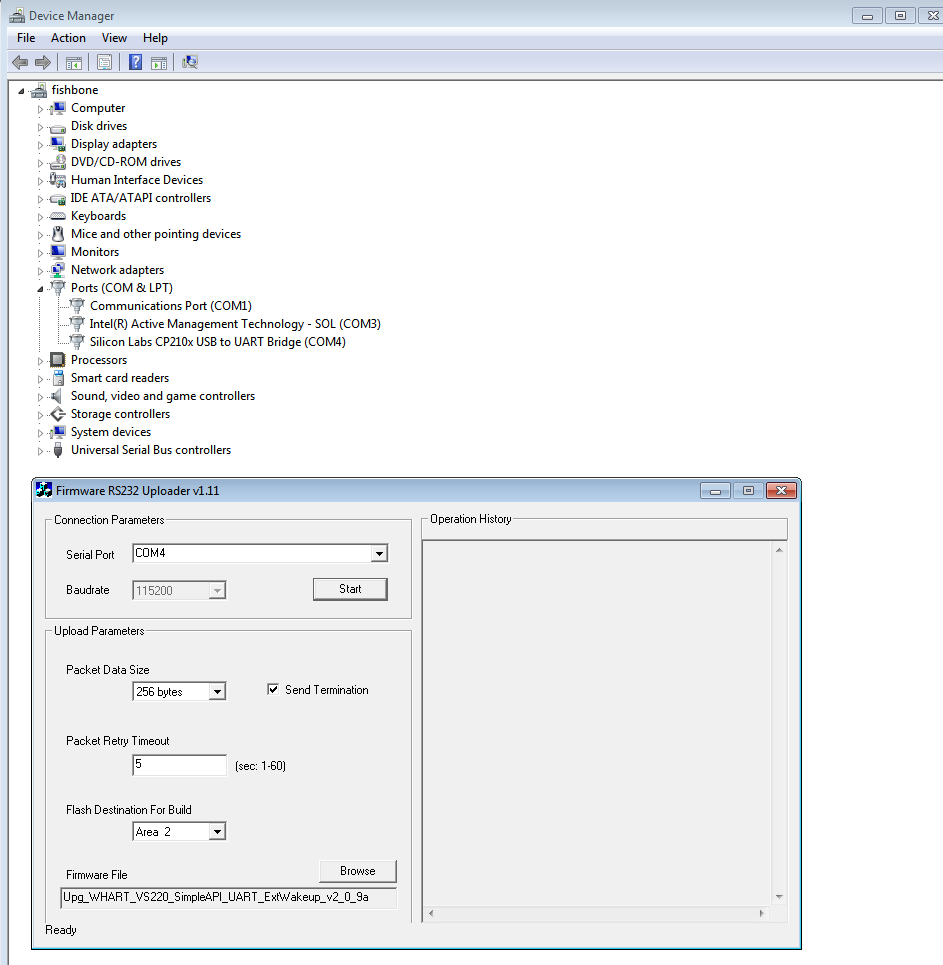 Device Manager
File Action View Help
fishbone
Computer
Disk drives
Display adapters
DVD/CD-ROM drives
Human Interface Devices
IDE ATA/ATAPI controllers
Keyboards
Mice and other pointing devices
Monitors
Network adapters
Ports (COM & LPT)
Communications Port (COM1)
Intel(R) Active Management Technology - SOL (COM3)
Silicon Labs CP210x USB to UART Bridge (COM4)
Processors
Smart card readers
Sound, video and game controllers
Storage controllers
System devices
Universal Serial Bus controllers
Firmware RS232 Uploader v1.11
Connection Parameters
Serial Port COM4
Baudrate 115200 Start
Upload Parameters
Packet Data Size
256 bytes Send Termination
Packet Retry Timeout
5 (sec: 1-60)
Flash Destination For Build
Area 2
Firmware File Browse
Upg_WHART_VS220_SimpleAPI_UART_ExtWakeup_v2_0_9a
Ready
Operation History